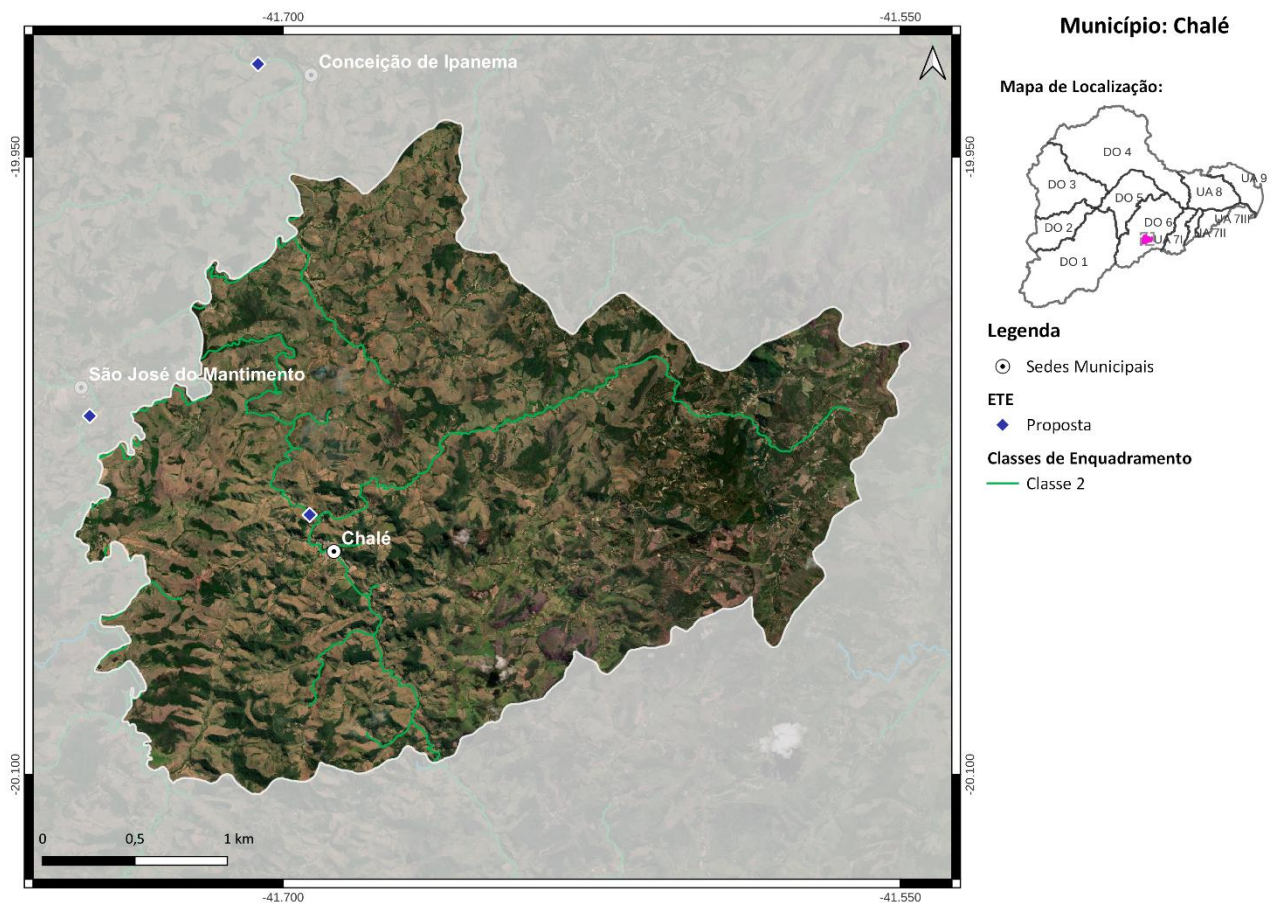 Município: Chalé
-41.700
-41.550
Conceição de Ipanema
-19.950
-19.950
Mapa de Localização:
DO 4
DO 3
DO 5
UA 8
UA 9
DO 2
DO 6
UA 7III
UA 7II
UA 7I
DO 1
Legenda
Sedes Municipais
São José do Mantimento
ETE
Proposta
Classes de Enquadramento
Classe 2
Chalé
-20.100
-20.100
0
0,5
1 km
-41.700
-41.550